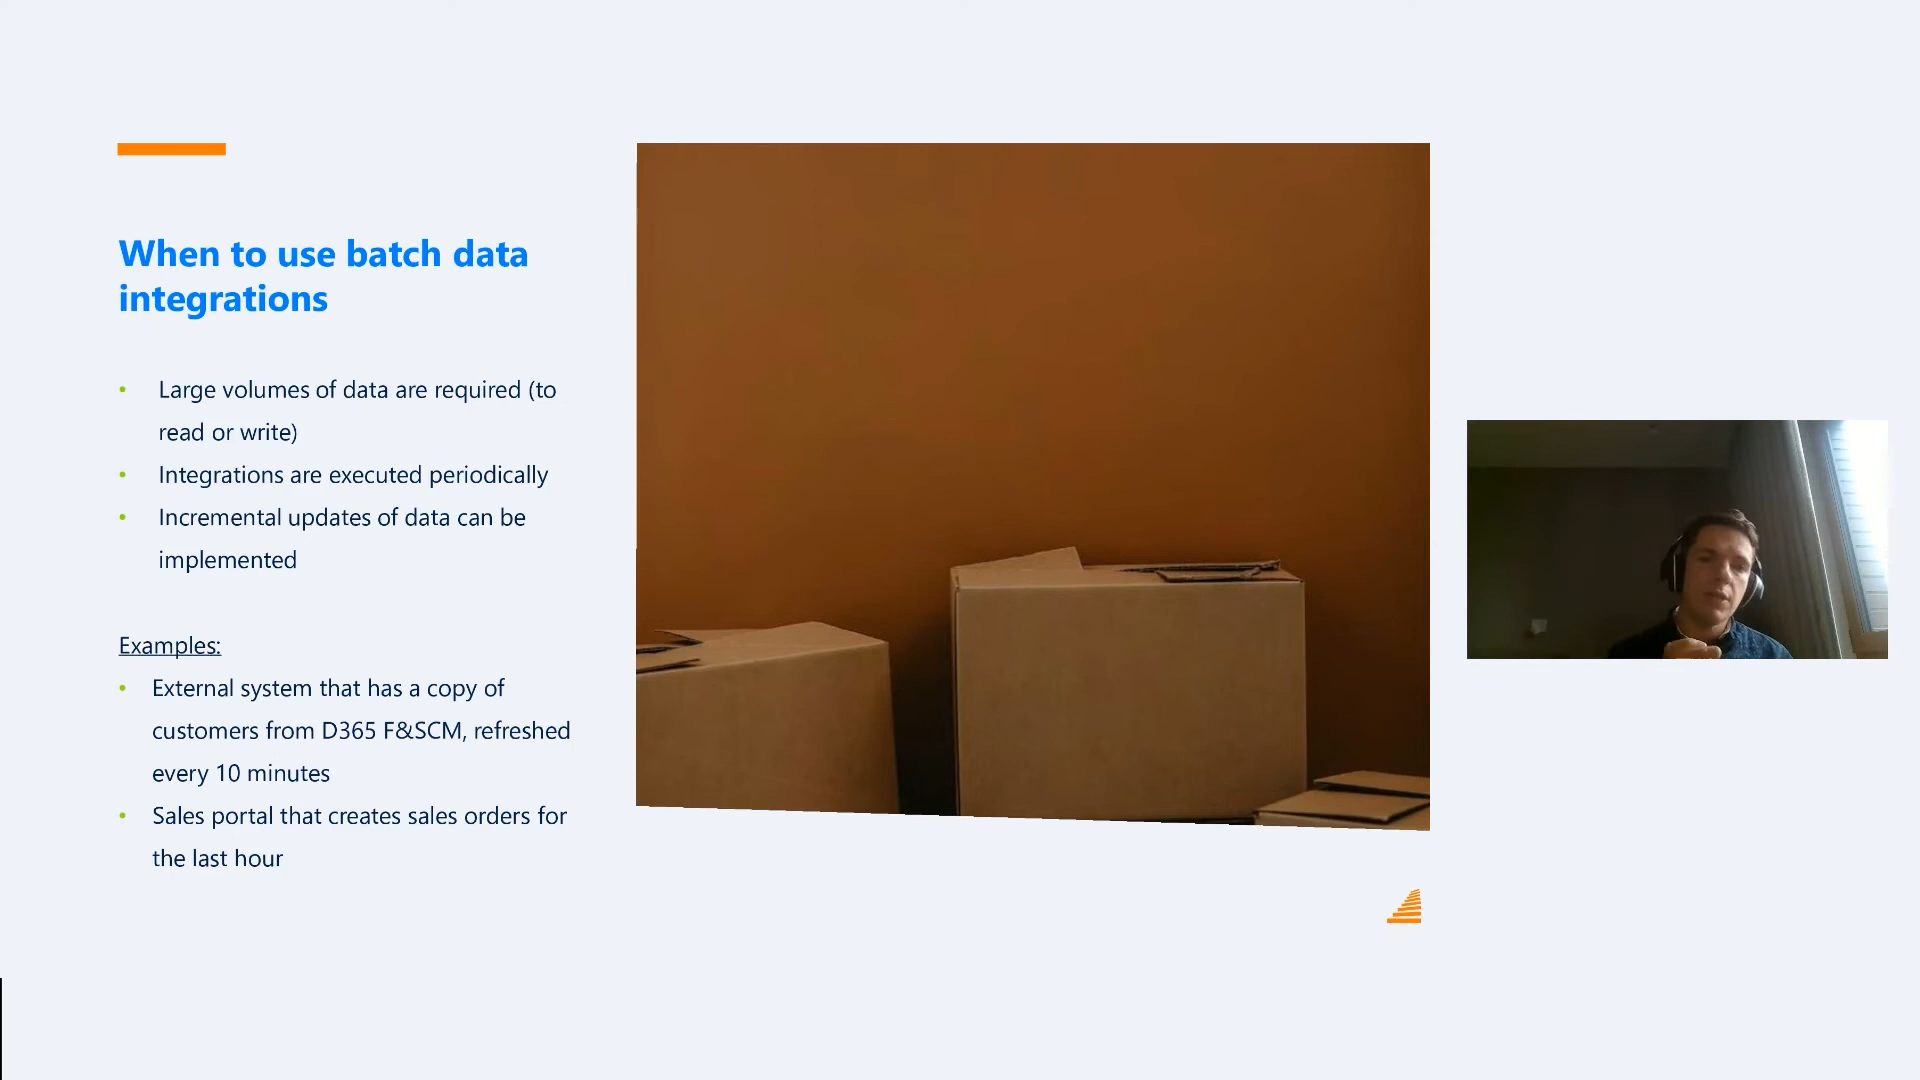 When to use batch data
integrations
• Large volumes of data are required (to
read or write)
• Integrations are executed periodically
• Incremental updates of data can be
implemented
Examples:
• External system that has a copy of
customers from D365 F&SCM, refreshed
every 10 minutes
• Sales portal that creates sales orders for
the last hour